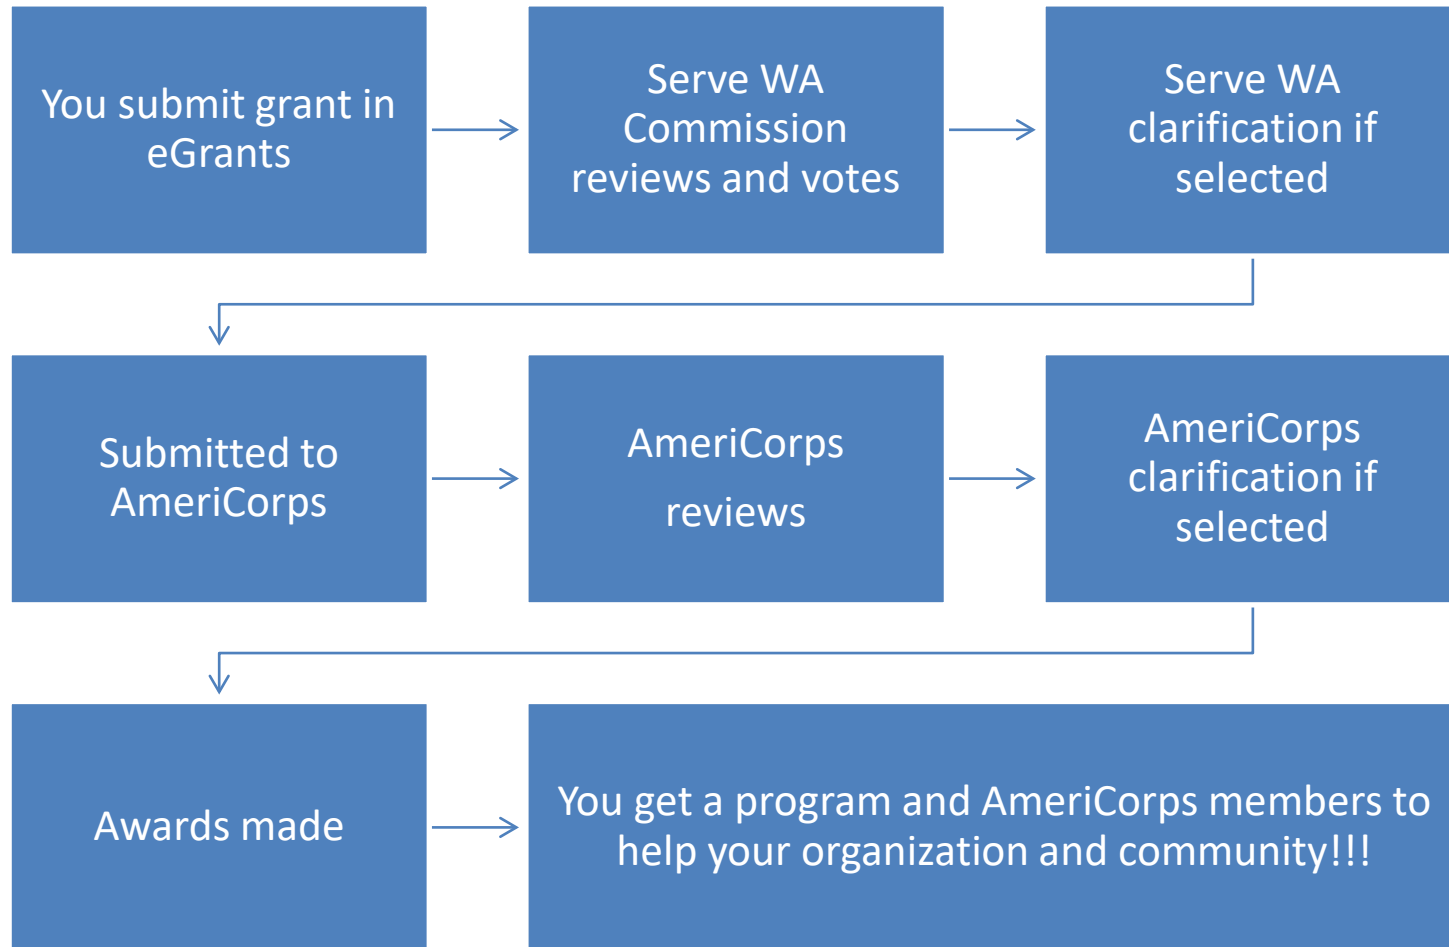 You submit grant in
eGrants
Serve WA
Commission
reviews and votes
Serve WA
clarification if
selected
Submitted to
AmeriCorps
AmeriCorps
reviews
AmeriCorps
clarification if
selected
Awards made
You get a program and AmeriCorps members to
help your organization and community!!!